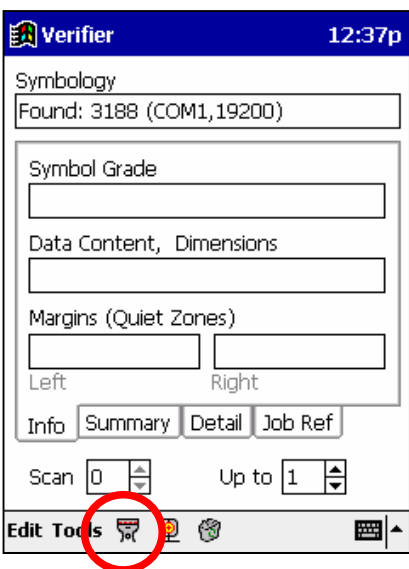 Verifier 12:37p
Symbology
Found: 3188 (COM1,19200)
Symbol Grade
Data Content, Dimensions
Margins (Quiet Zones)
Left Right
Info Summary Detail Job Ref
Scan 0 Up to 1
Edit Tools